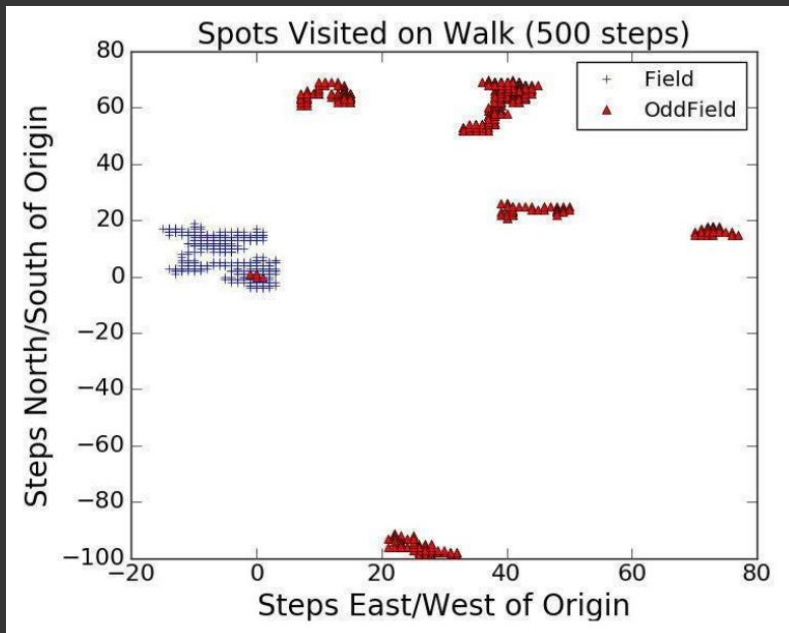 Spots Visited on Walk (500 steps)
Field
OddField
80
60
40
20
0
−20
−40
−60
−80
−100
−20 0 20 40 60 80
Steps North/South of Origin
Steps East/West of Origin